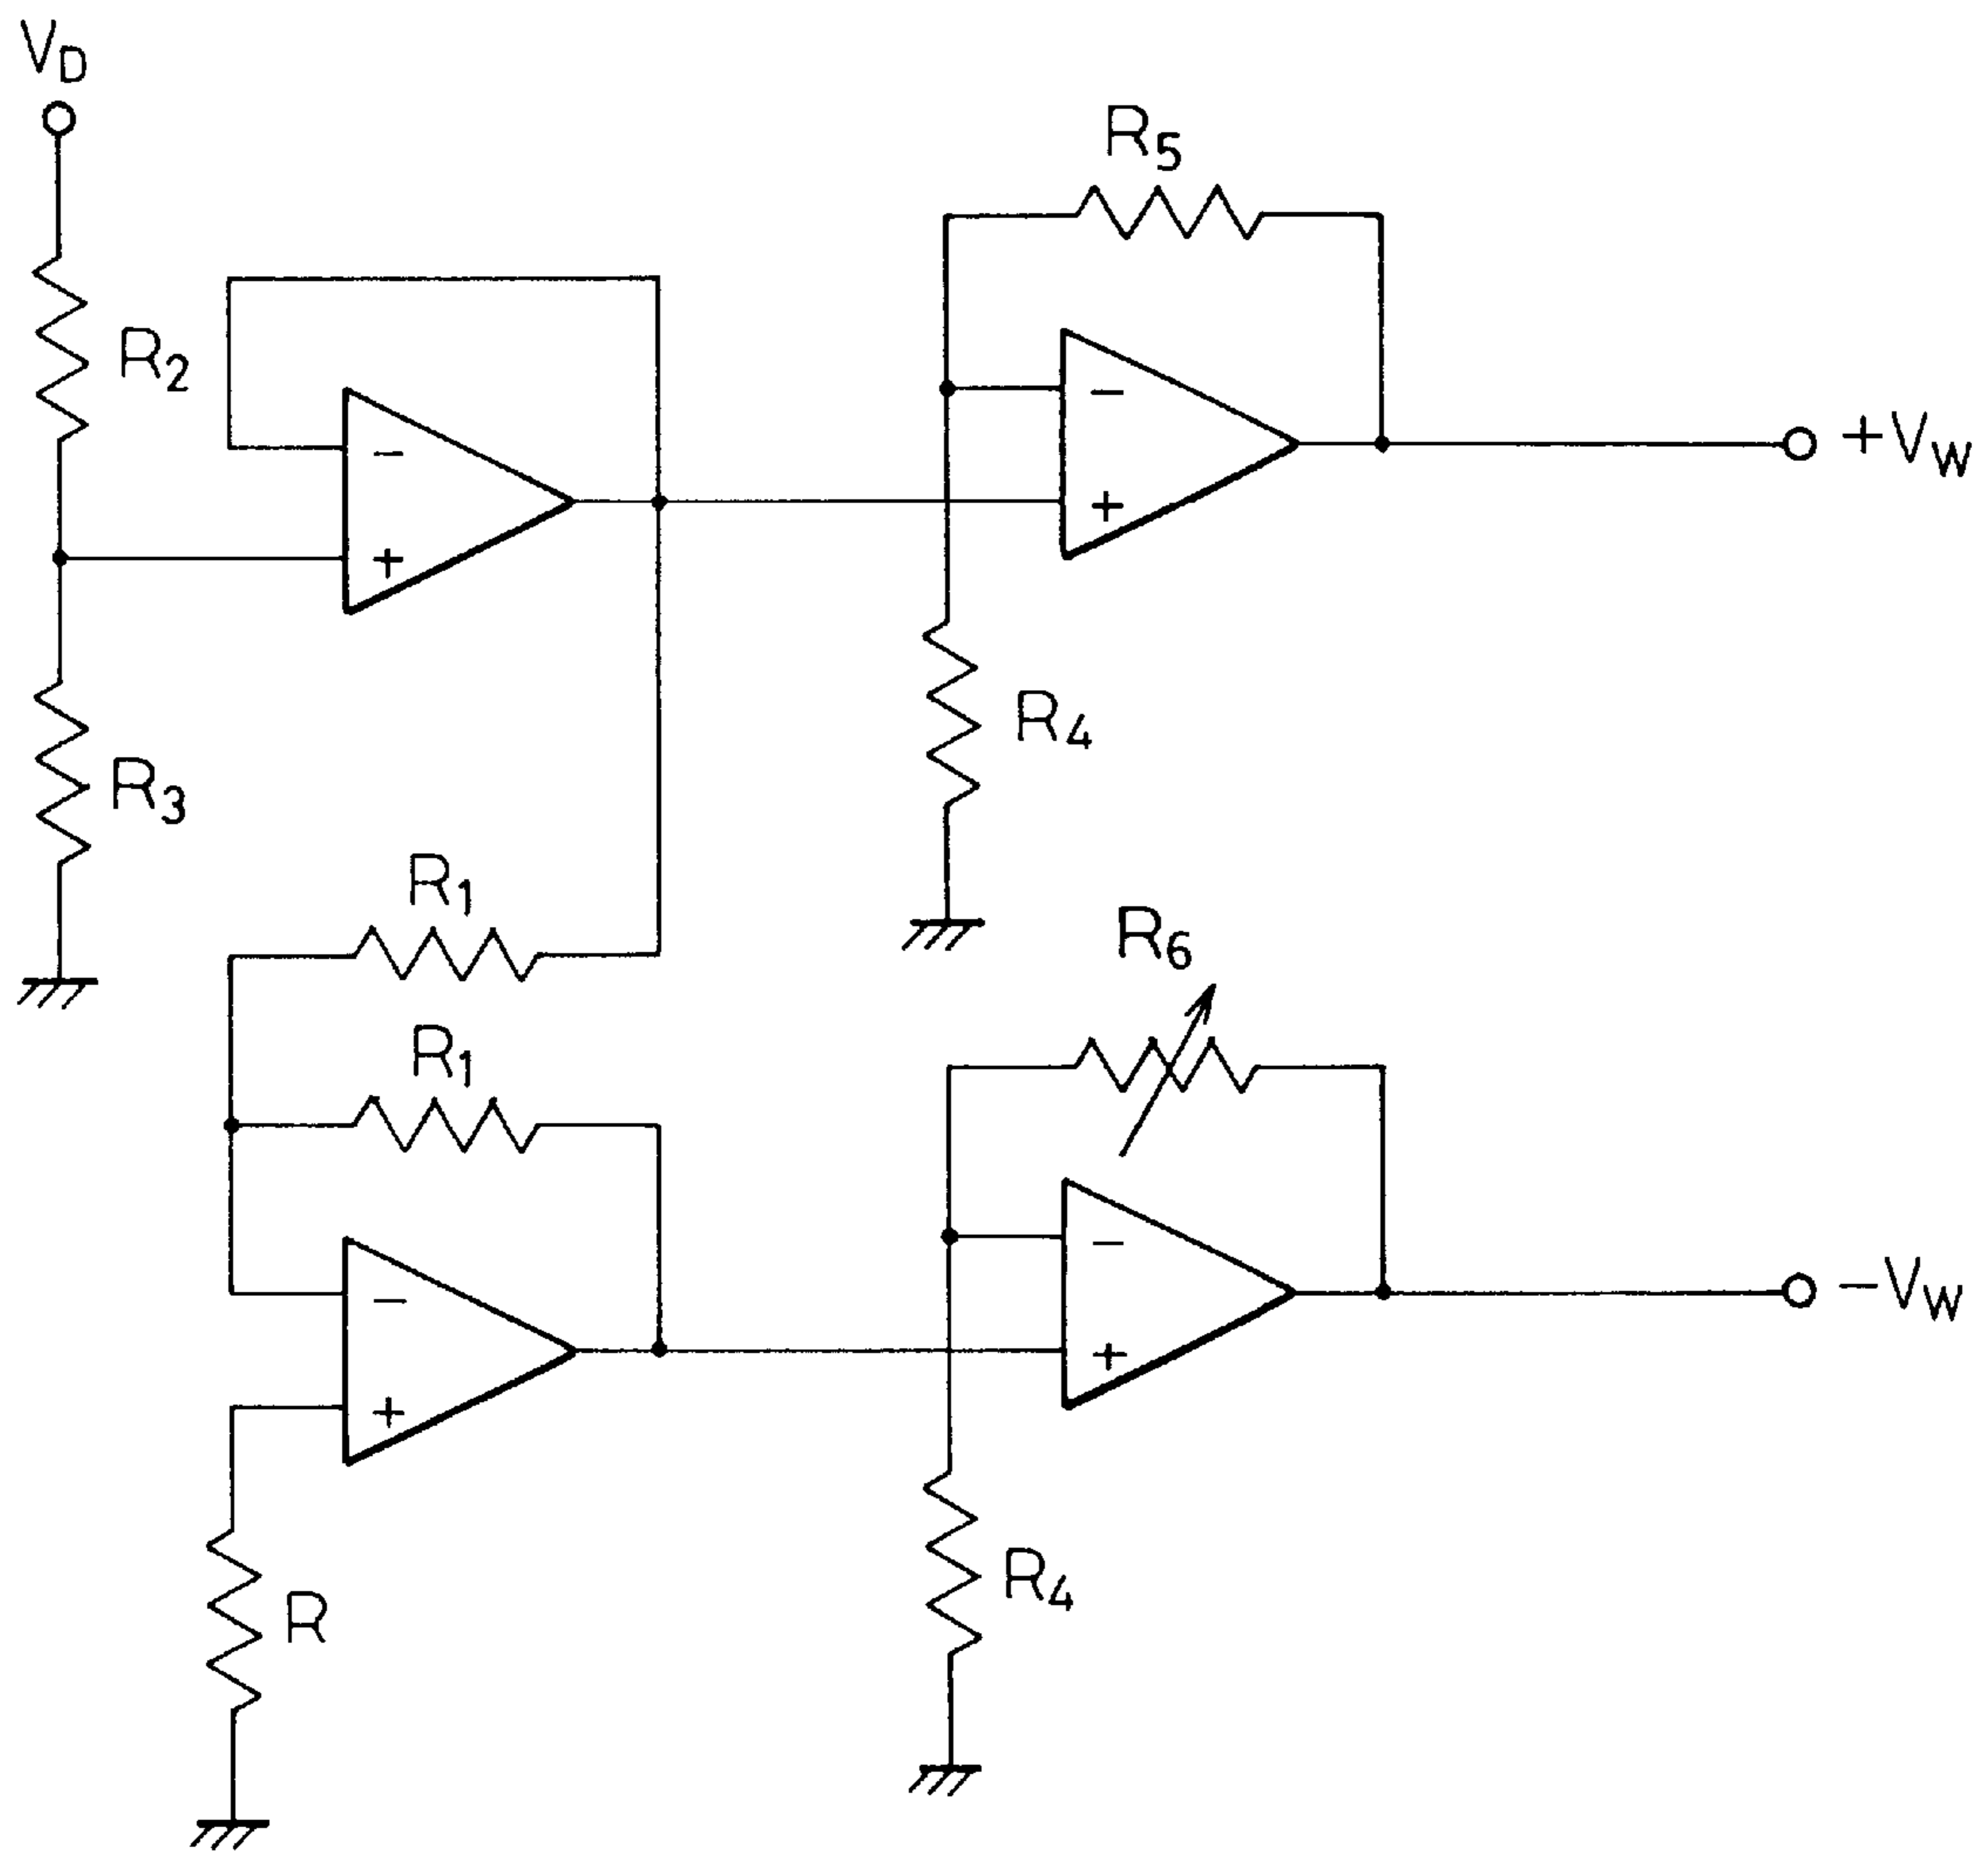 V_D
R_5
R_2
−
+V_W
−
+
+
R_4
R_3
R_1
R_6
R_1
−
−
−V_W
+
+
R_4
R